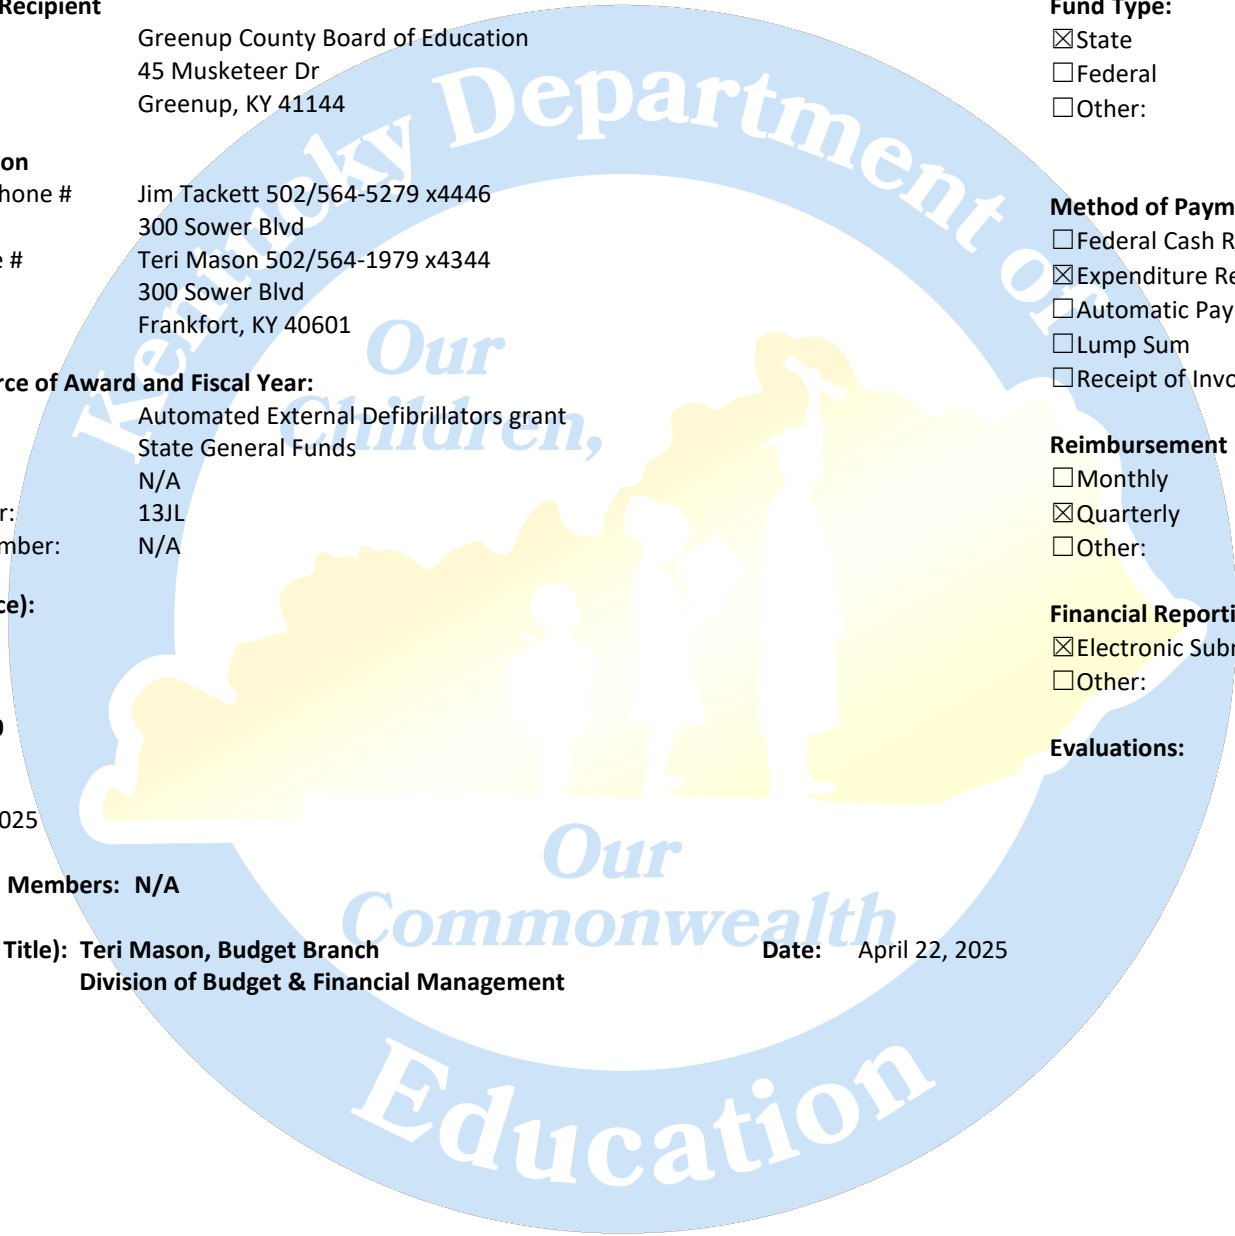 Recipient
Greenup County Board of Education
45 Musketeer Dr
Greenup, KY 41144
on
hone # Jim Tackett 502/564-5279 x4446
300 Sower Blvd
e # Teri Mason 502/564-1979 x4344
300 Sower Blvd
Frankfort, KY 40601
rce of Award and Fiscal Year:
Automated External Defibrillators grant
State General Funds
N/A
r: 13JL
mber: N/A
ce):
025
Members: N/A
Title): Teri Mason, Budget Branch
Division of Budget & Financial Management
Date: April 22, 2025
Fund Type:
☒State
☐Federal
☐Other:
Method of Paym
☐Federal Cash R
☒Expenditure Re
☐Automatic Pay
☐Lump Sum
☐Receipt of Invo
Reimbursement
☐Monthly
☒Quarterly
☐Other:
Financial Reporti
☒Electronic Subr
☐Other:
Evaluations:
Kentucky Department of
Education
Our
Children,
Our
Commonwealth